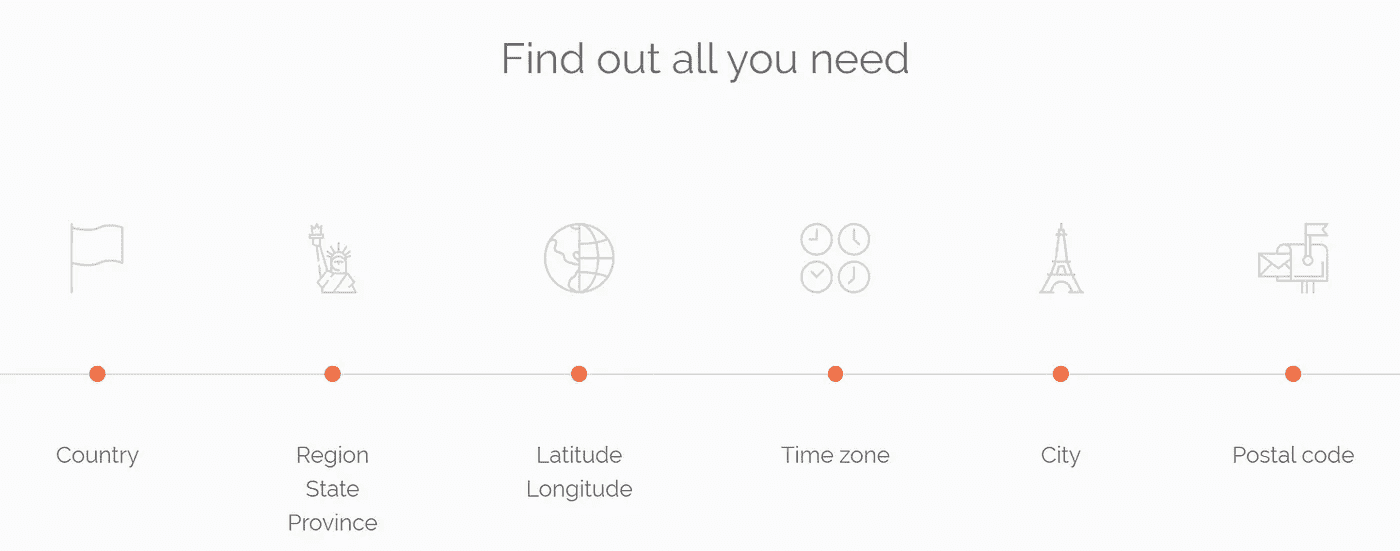 Find out all you need
Country
Region
State
Province
Latitude
Longitude
Time zone
City
Postal code